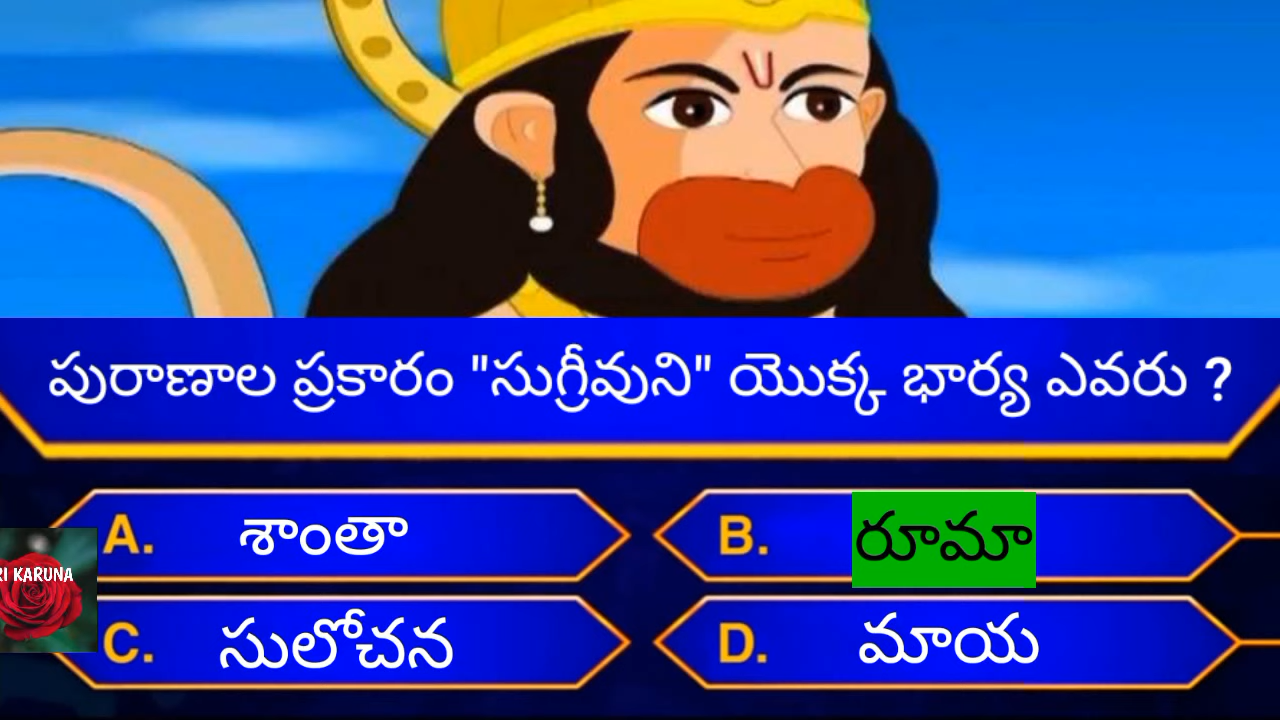 పురాణాల ప్రకారం "సుగ్రీవుని" యొక్క భార్య ఎవరు ?
A. శాంతా
B. రూమా
RI KARUNA
C. సులోచన
D. మాయ